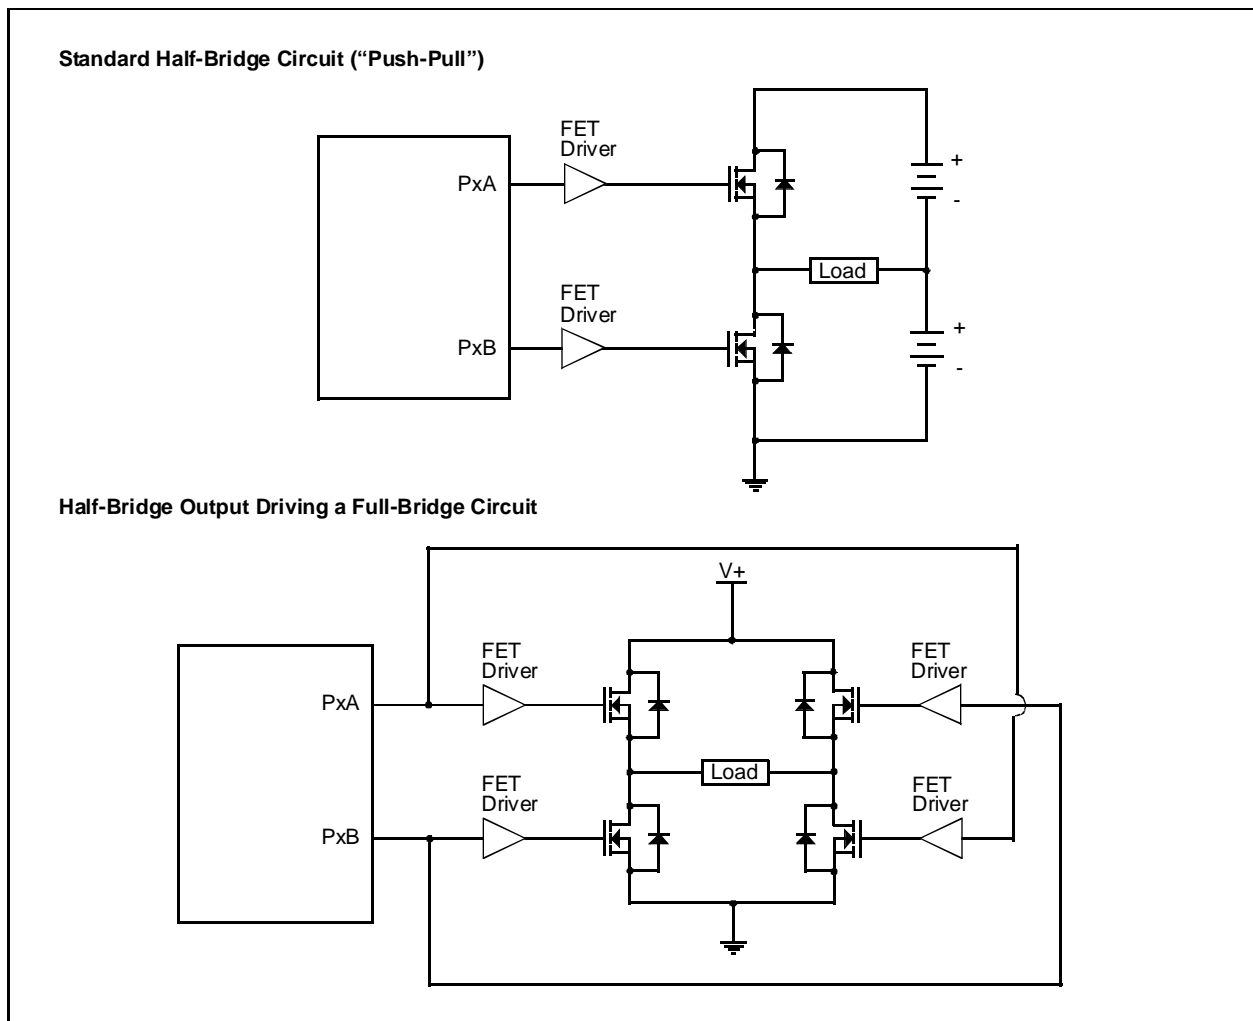 Standard Half-Bridge Circuit (“Push-Pull”)
FET
Driver
PxA
+
-
Load
FET
Driver
PxB
+
-
Half-Bridge Output Driving a Full-Bridge Circuit
V+
FET
Driver
FET
Driver
PxA
Load
FET
Driver
FET
Driver
PxB